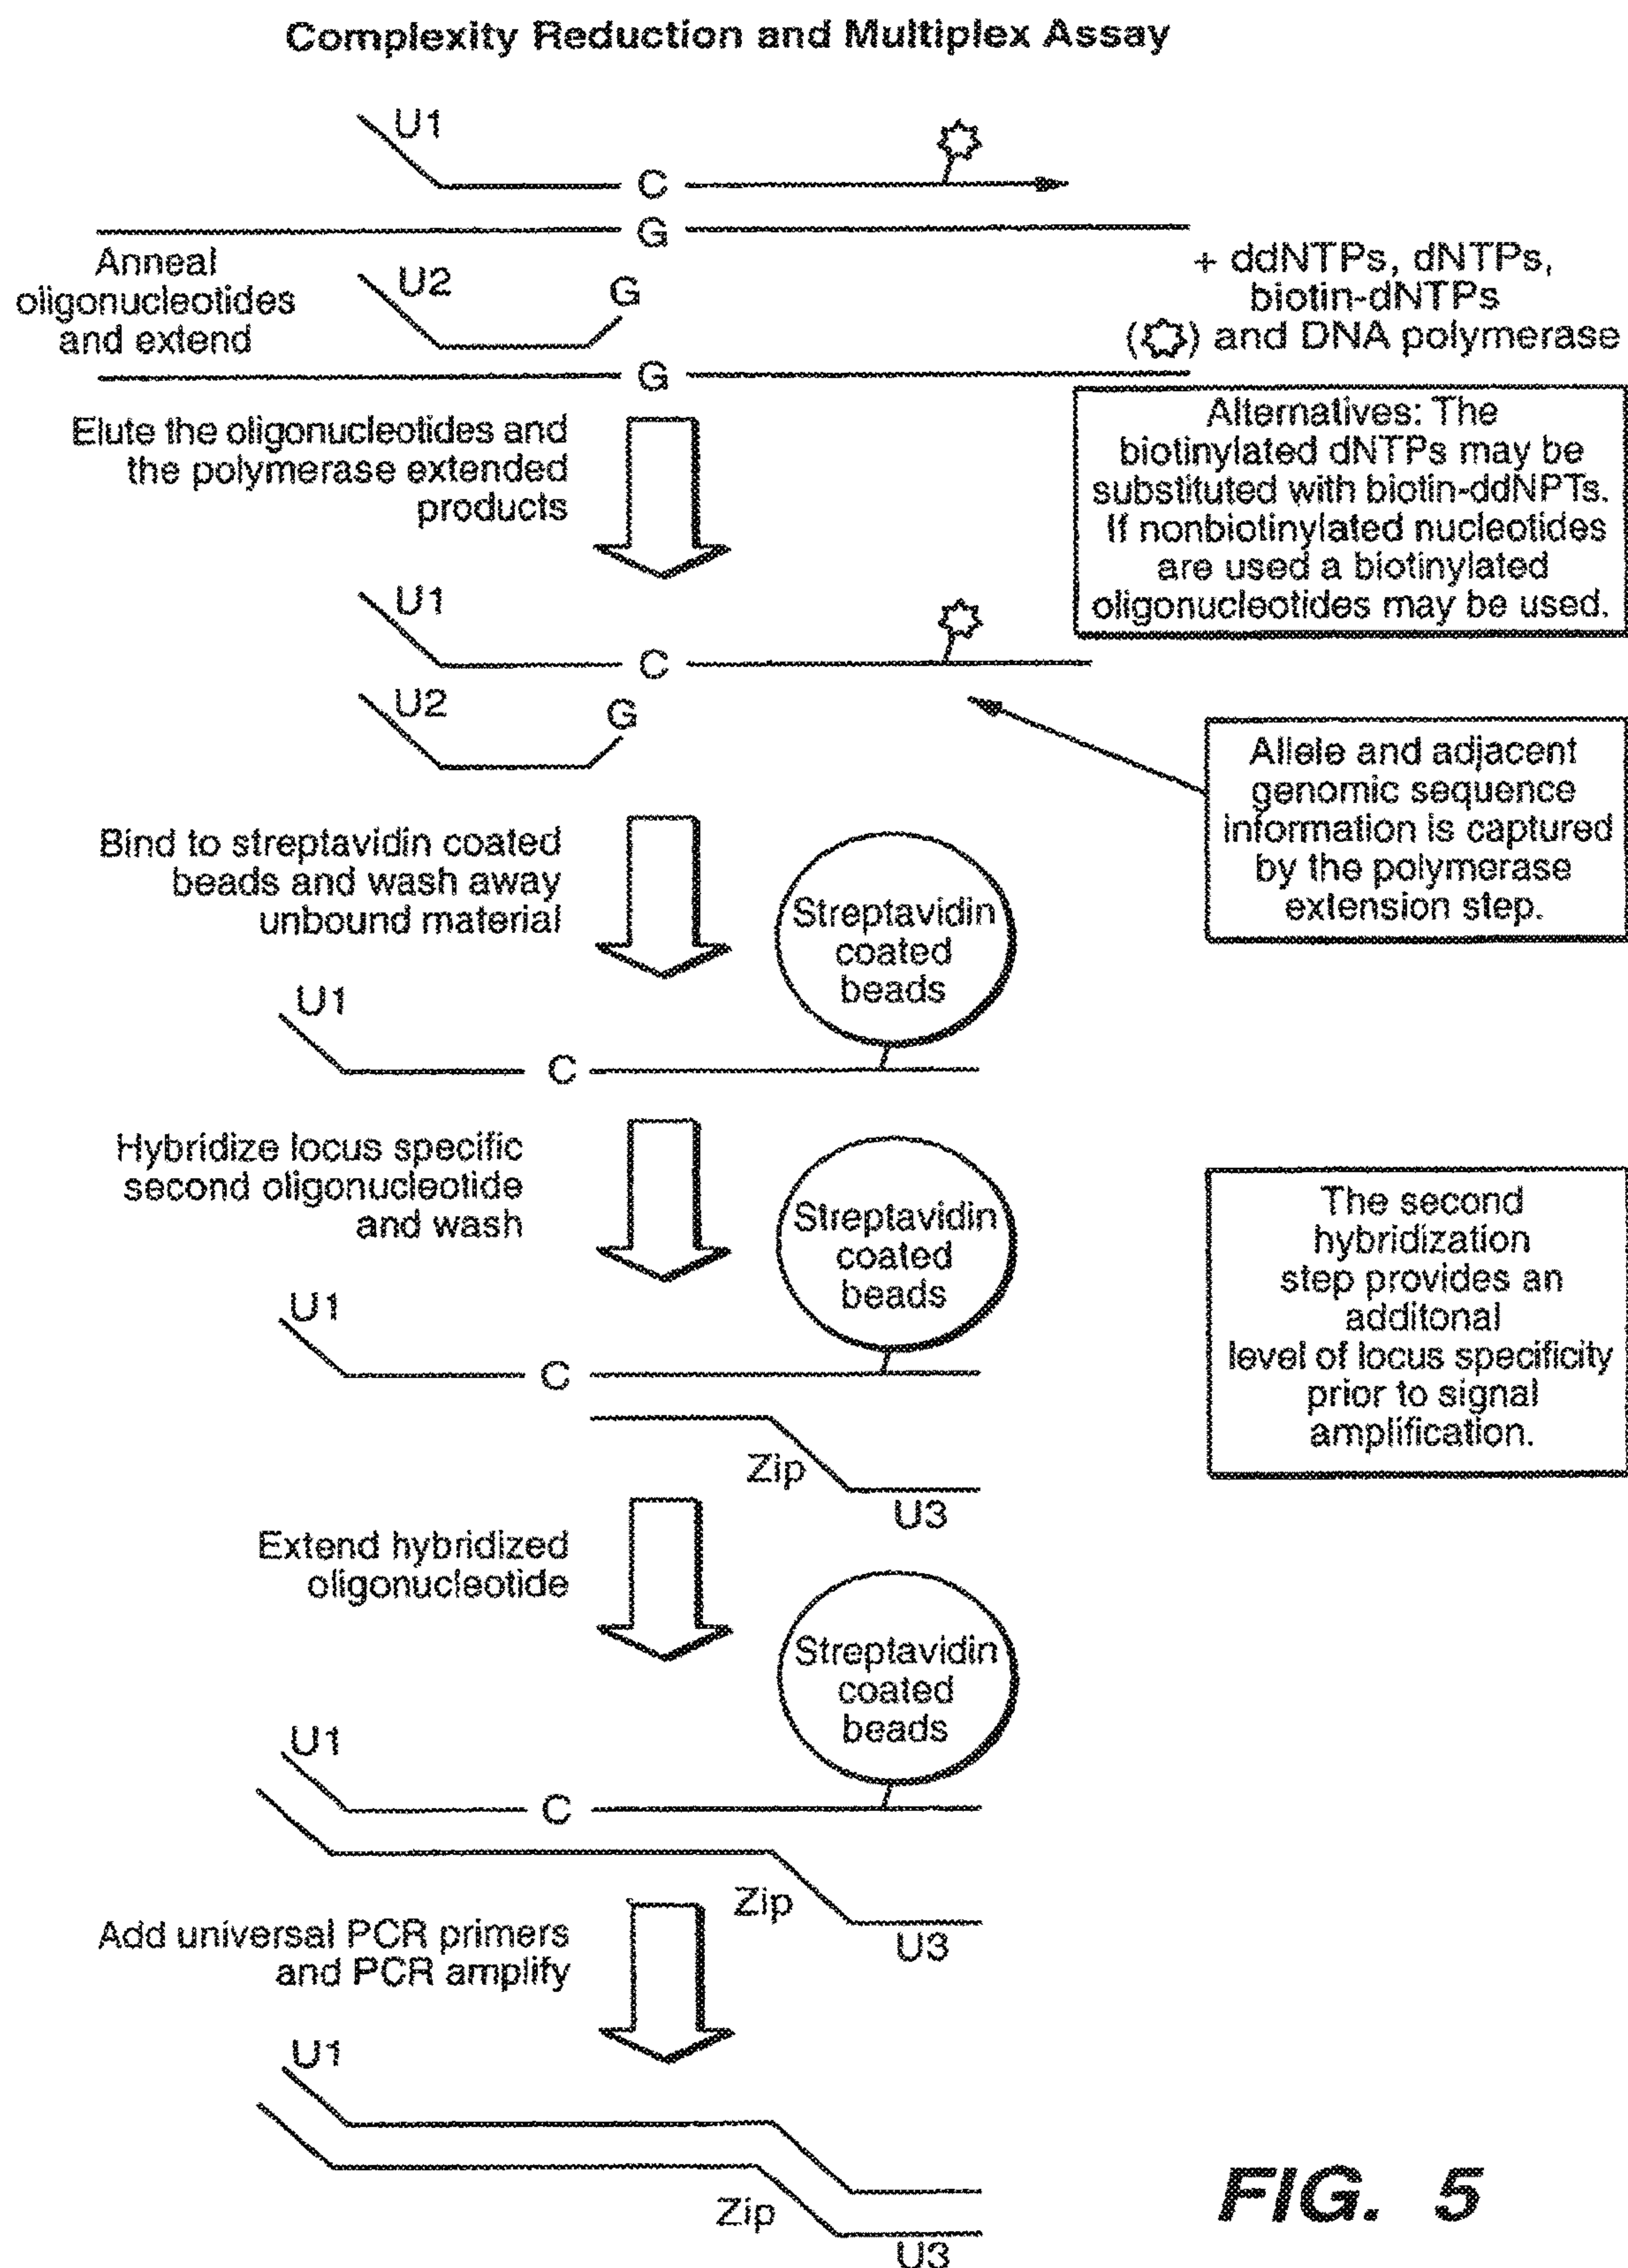 Complexity Reduction and Multiplex Assay
U1
C
G
Anneal
oligonucleotides
and extend
U2
G
G
+ ddNTPs, dNTPs,
biotin-dNTPs
( ) and DNA polymerase
Alternatives: The
biotinylated dNTPs may be
substituted with biotin-ddNPTs.
If nonbiotinylated nucleotides
are used a biotinylated
oligonucleotides may be used.
Elute the oligonucleotides and
the polymerase extended
products
U1
C
U2
G
Allele and adjacent
genomic sequence
information is captured
by the polymerase
extension step.
Bind to streptavidin coated
beads and wash away
unbound material
Streptavidin
coated
beads
U1
C
Hybridize locus specific
second oligonucleotide
and wash
Streptavidin
coated
beads
The second
hybridization
step provides an
additonal
level of locus specificity
prior to signal
amplification.
U1
C
Zip
U3
Extend hybridized
oligonucleotide
Streptavidin
coated
beads
U1
C
Zip
U3
Add universal PCR primers
and PCR amplify
U1
Zip
U3
FIG. 5